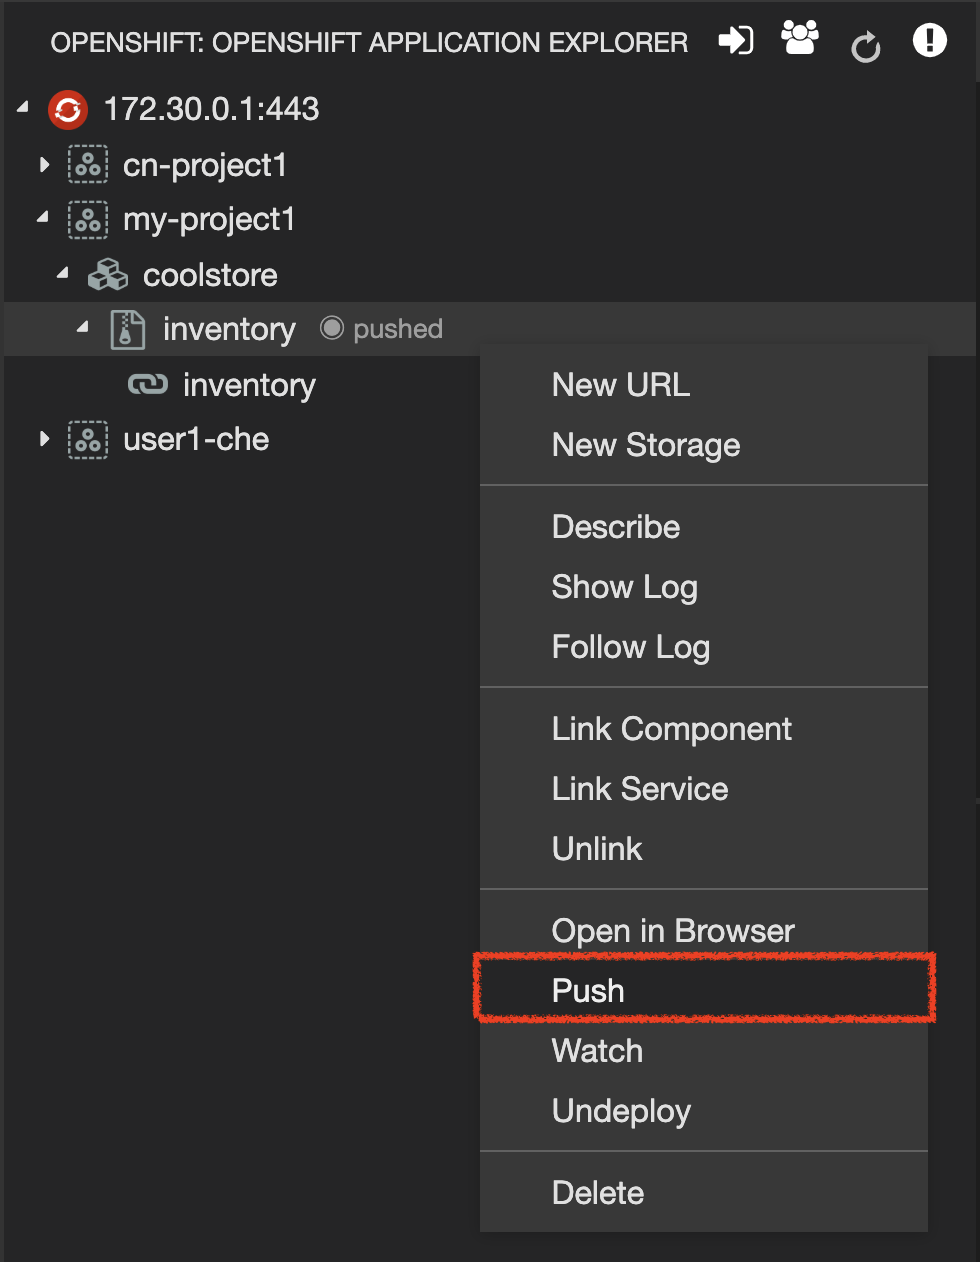 OPENSHIFT: OPENSHIFT APPLICATION EXPLORER
172.30.0.1:443
cn-project1
my-project1
coolstore
inventory pushed
inventory
user1-che
New URL
New Storage
Describe
Show Log
Follow Log
Link Component
Link Service
Unlink
Open in Browser
Push
Watch
Undeploy
Delete